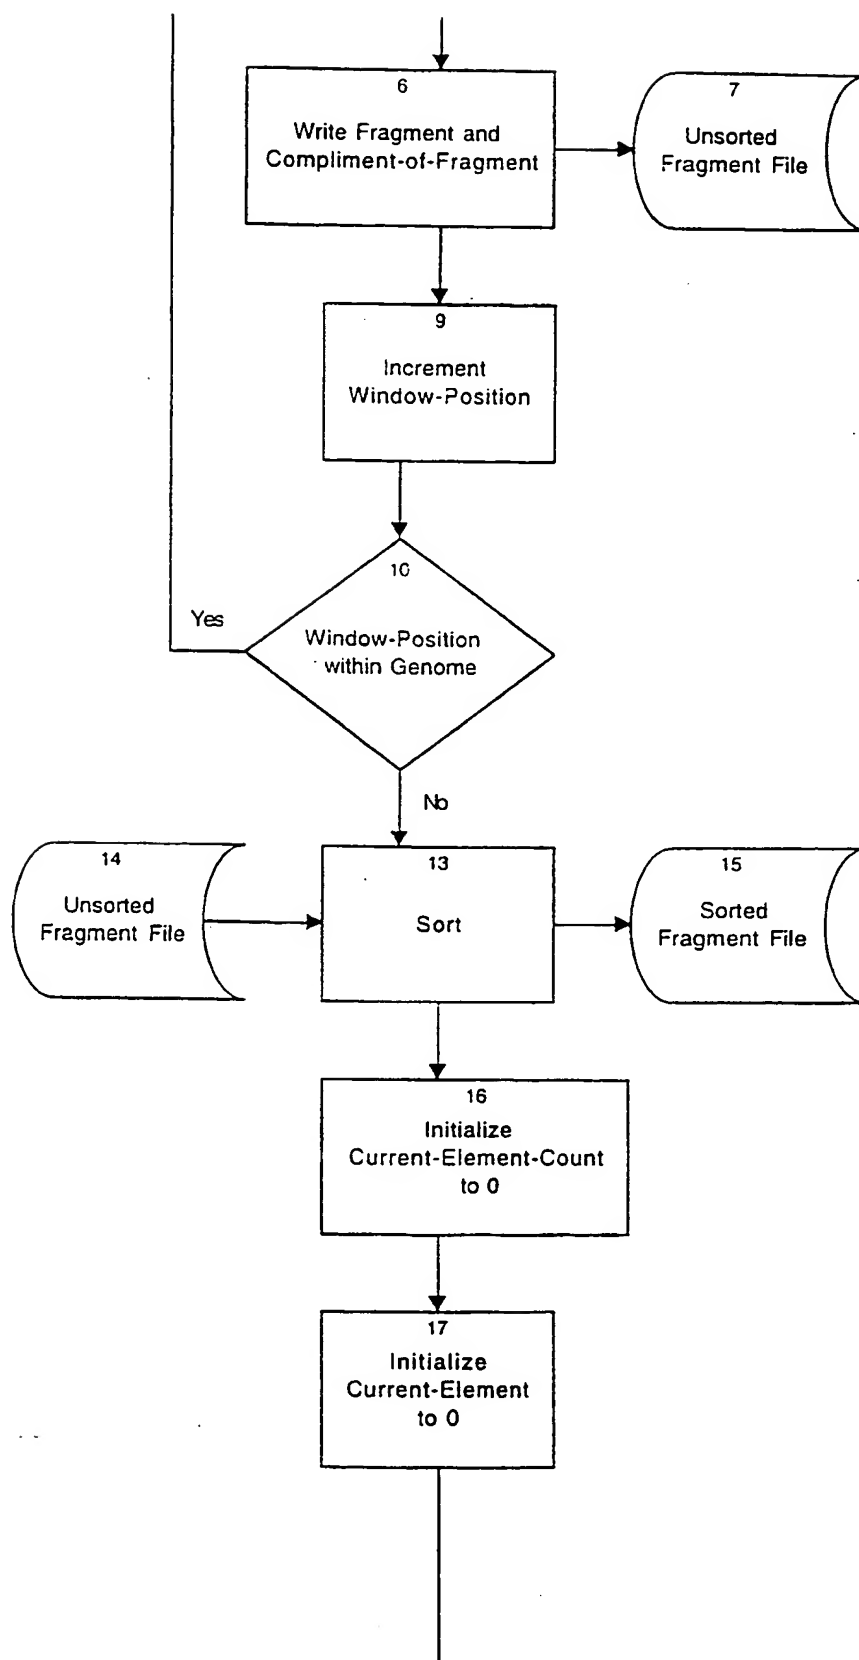 6
Write Fragment and
Compliment-of-Fragment
7
Unsorted
Fragment File
9
Increment
Window-Position
10
Window-Position
within Genome
Yes
No
14
Unsorted
Fragment File
13
Sort
15
Sorted
Fragment File
16
Initialize
Current-Element-Count
to 0
17
Initialize
Current-Element
to 0